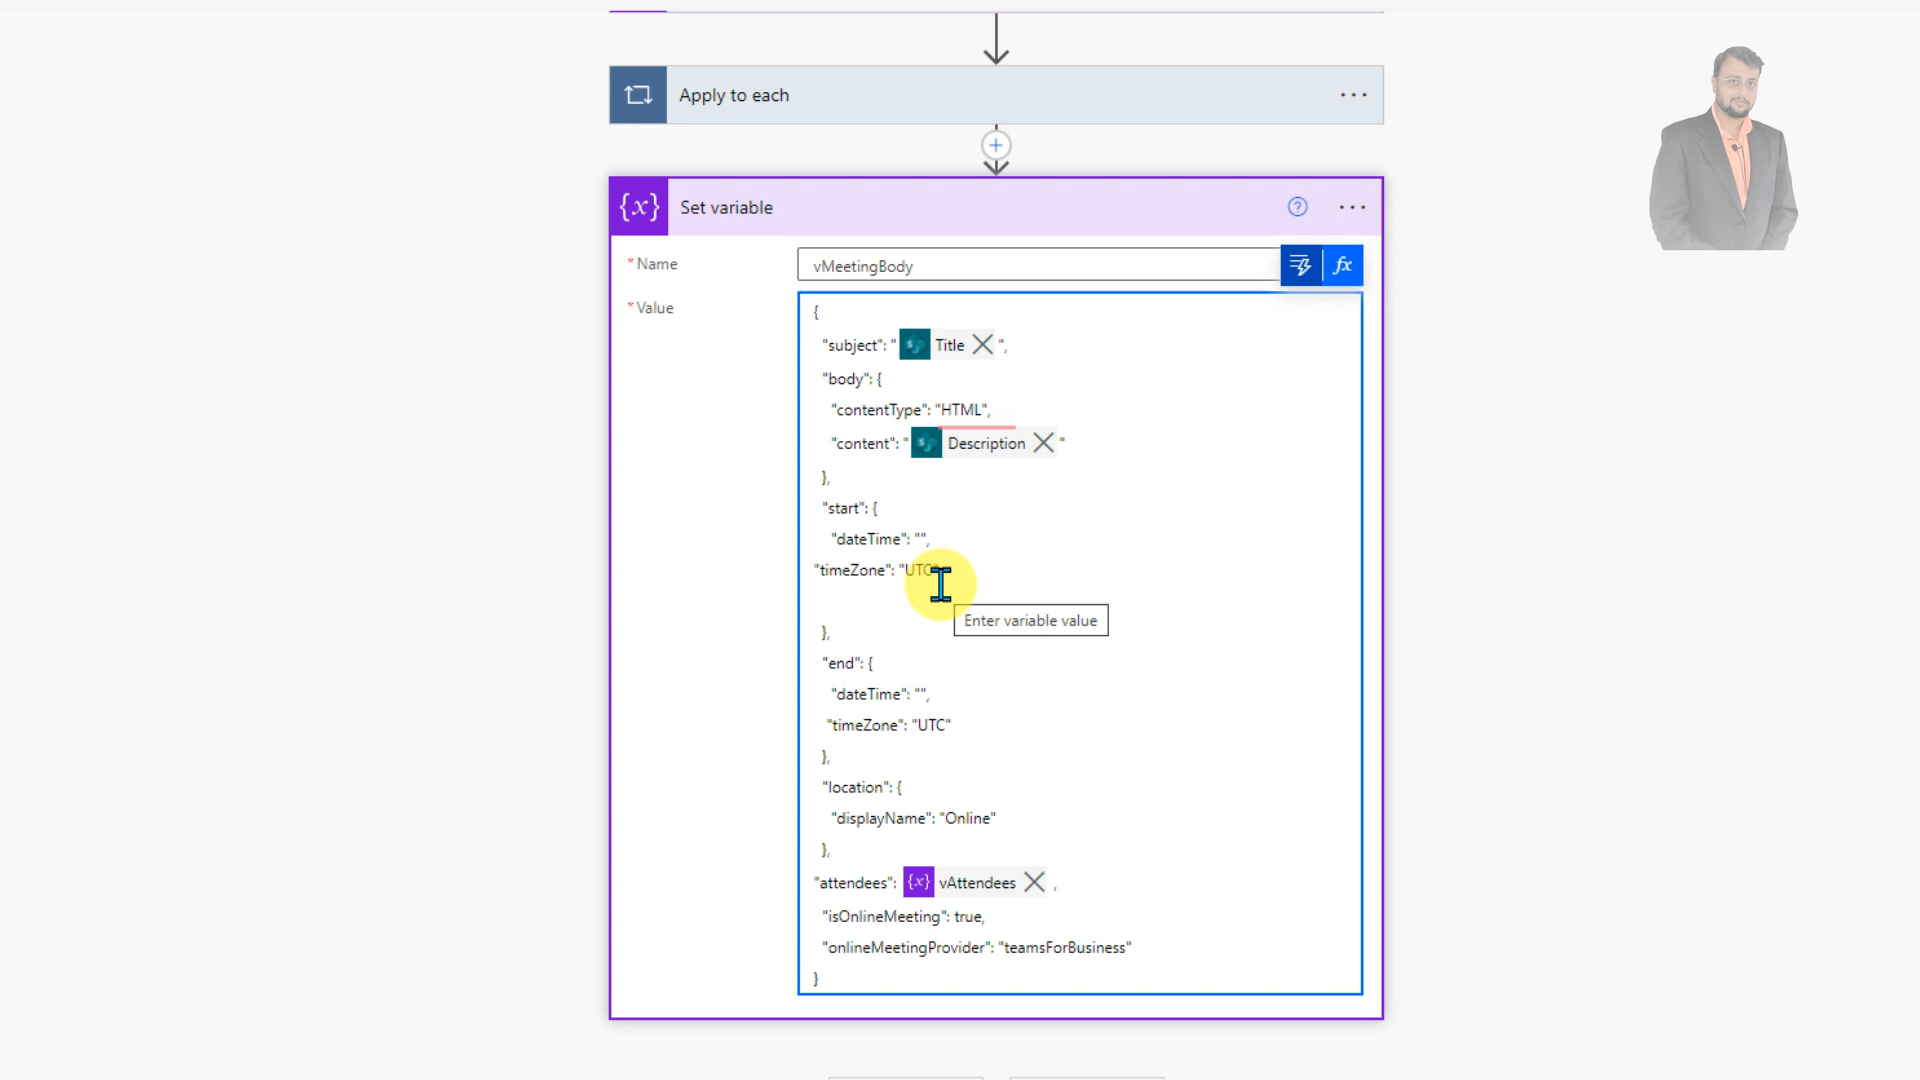 Apply to each
{x} Set variable
* Name
vMeetingBody
fx
* Value
{
"subject": " Title ",
"body": {
"contentType": "HTML",
"content": " Description "
},
"start": {
"dateTime": "",
"timeZone": "UTC"
Enter variable value
},
"end": {
"dateTime": "",
"timeZone": "UTC"
},
"location": {
"displayName": "Online"
},
"attendees": {x} vAttendees ,
"isOnlineMeeting": true,
"onlineMeetingProvider": "teamsForBusiness"
}